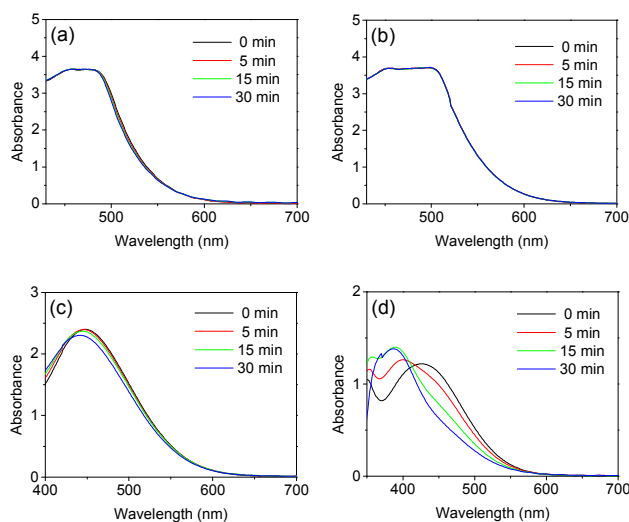 (a)
0 min
5 min
15 min
30 min
5
4
3
2
1
0
500
600
700
Absorbance
Wavelength (nm)
(b)
0 min
5 min
15 min
30 min
5
4
3
2
1
0
500
600
700
Absorbance
Wavelength (nm)
(c)
0 min
5 min
15 min
30 min
3
2
1
0
400
500
600
700
Absorbance
Wavelength (nm)
(d)
0 min
5 min
15 min
30 min
2
1
0
400
500
600
700
Absorbance
Wavelength (nm)